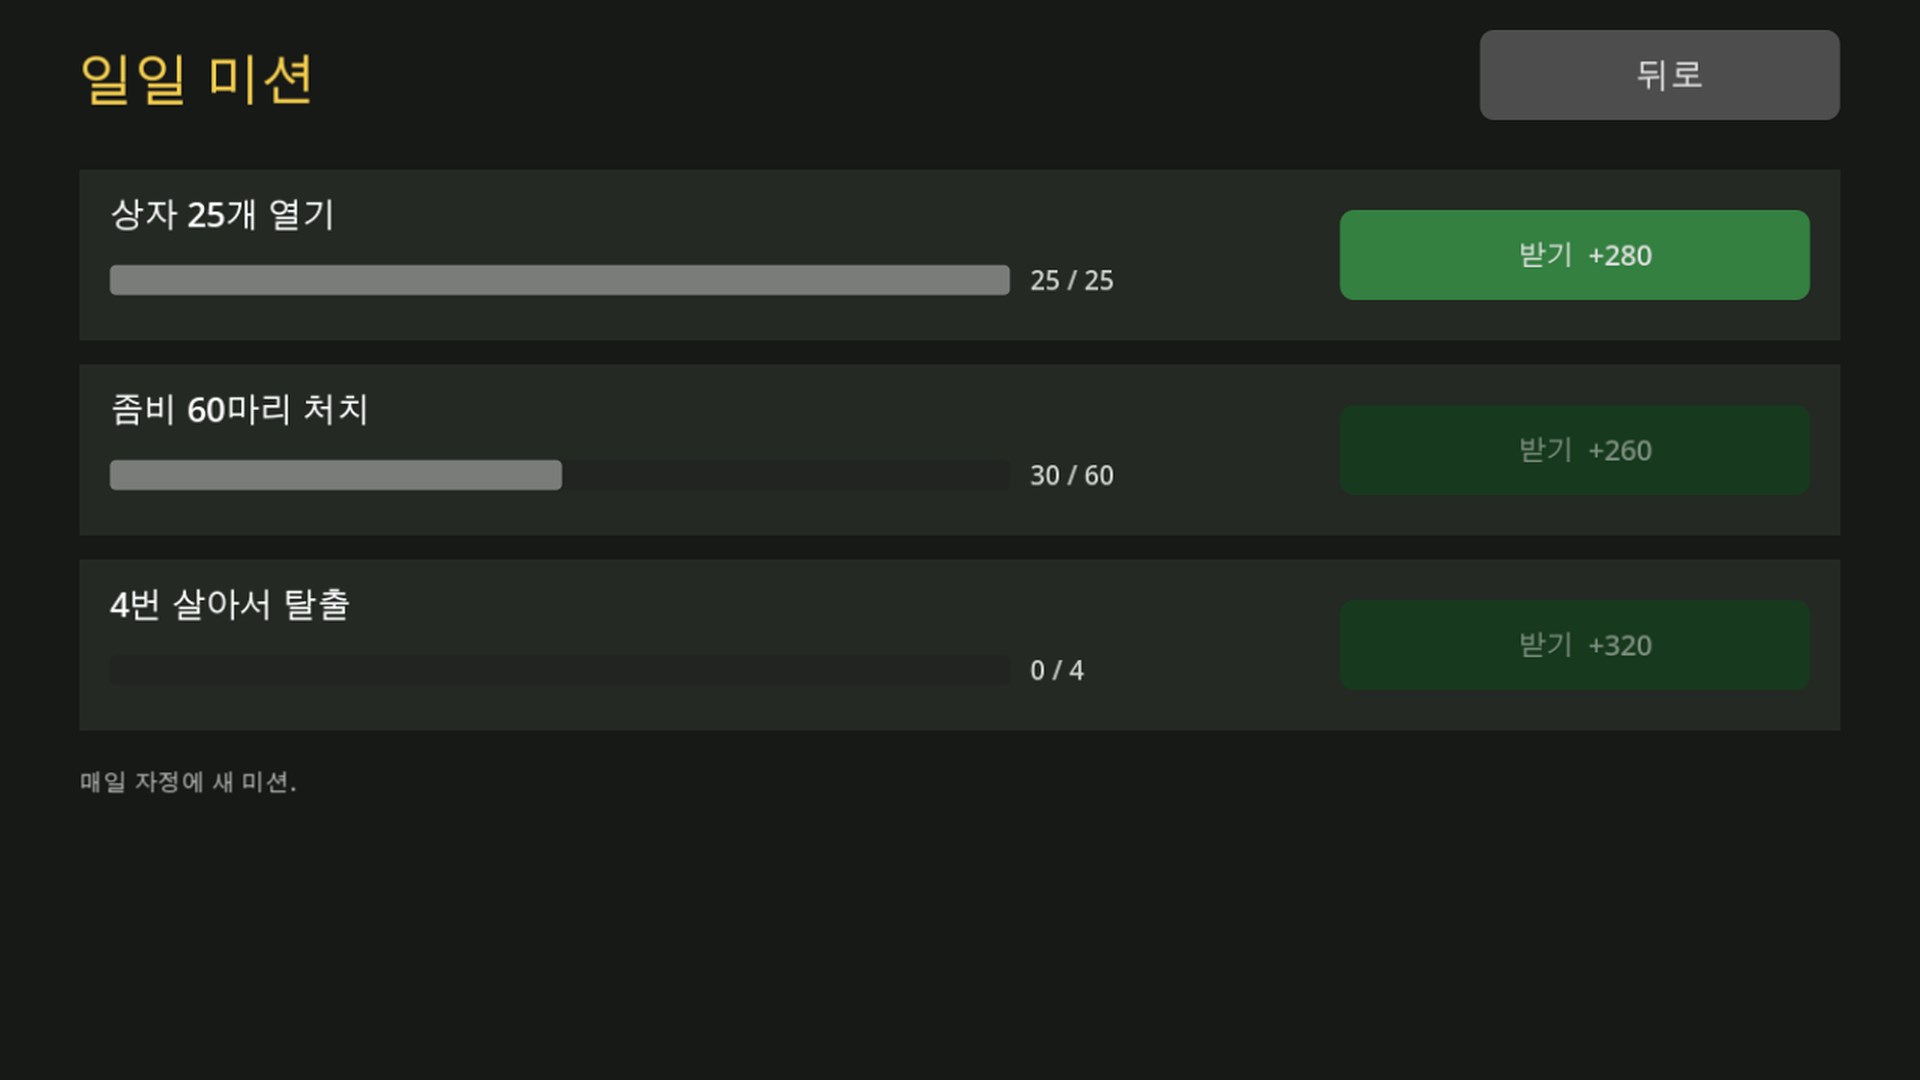 일일 미션
뒤로
상자 25개 열기
25 / 25
받기 +280
좀비 60마리 처치
30 / 60
받기 +260
4번 살아서 탈출
0 / 4
받기 +320
매일 자정에 새 미션.